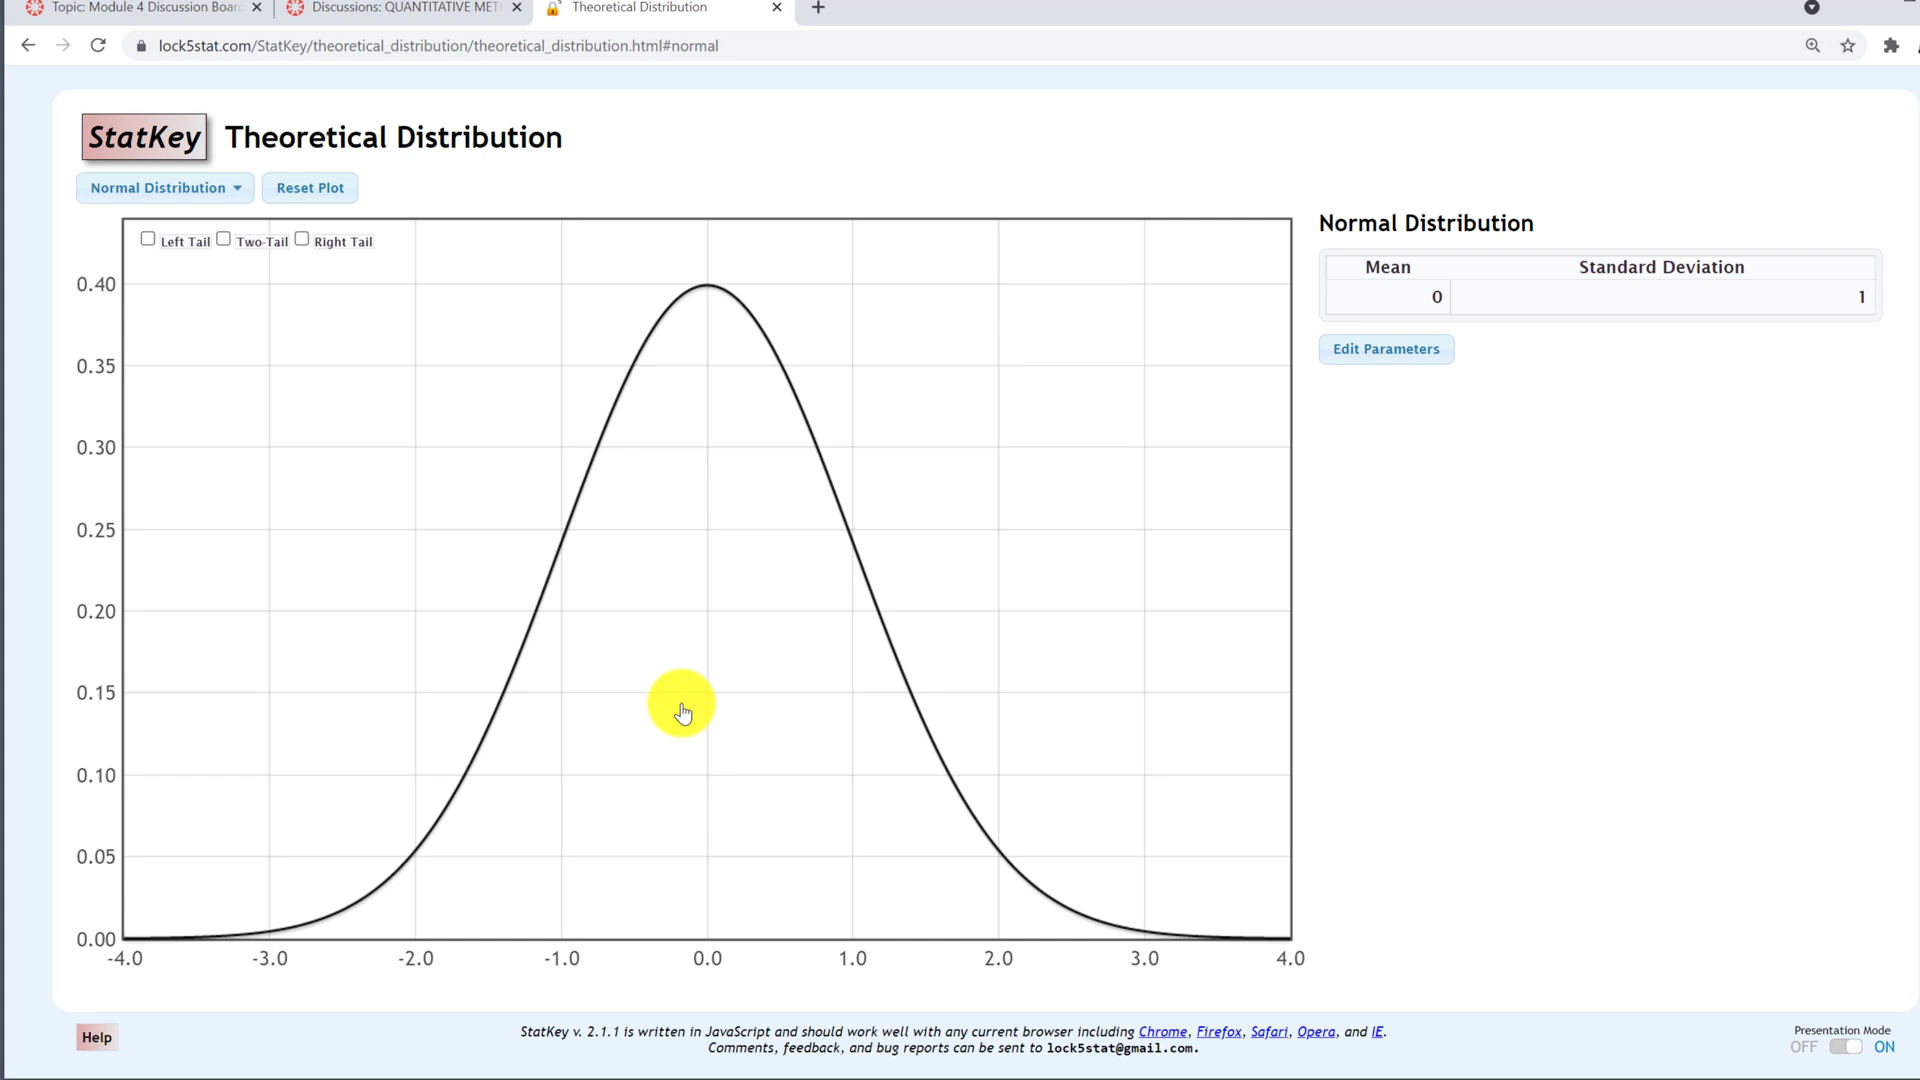 Topic: Module 4 Discussion Boar
Discussions: QUANTITATIVE MET
Theoretical Distribution
lock5stat.com/StatKey/theoretical_distribution/theoretical_distribution.html#normal
StatKey Theoretical Distribution
Normal Distribution Reset Plot
Left Tail Two-Tail Right Tail
0.40
0.35
0.30
0.25
0.20
0.15
0.10
0.05
0.00
-4.0 -3.0 -2.0 -1.0 0.0 1.0 2.0 3.0 4.0
Normal Distribution
Mean Standard Deviation
0 1
Edit Parameters
Help
StatKey v. 2.1.1 is written in JavaScript and should work well with any current browser including Chrome, Firefox, Safari, Opera, and IE.
Comments, feedback, and bug reports can be sent to lock5stat@gmail.com.
Presentation Mode
OFF ON